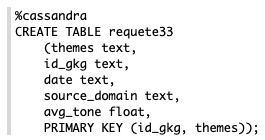 %cassandra
CREATE TABLE requete33
(themes text,
id_gkg text,
date text,
source_domain text,
avg_tone float,
PRIMARY KEY (id_gkg, themes));